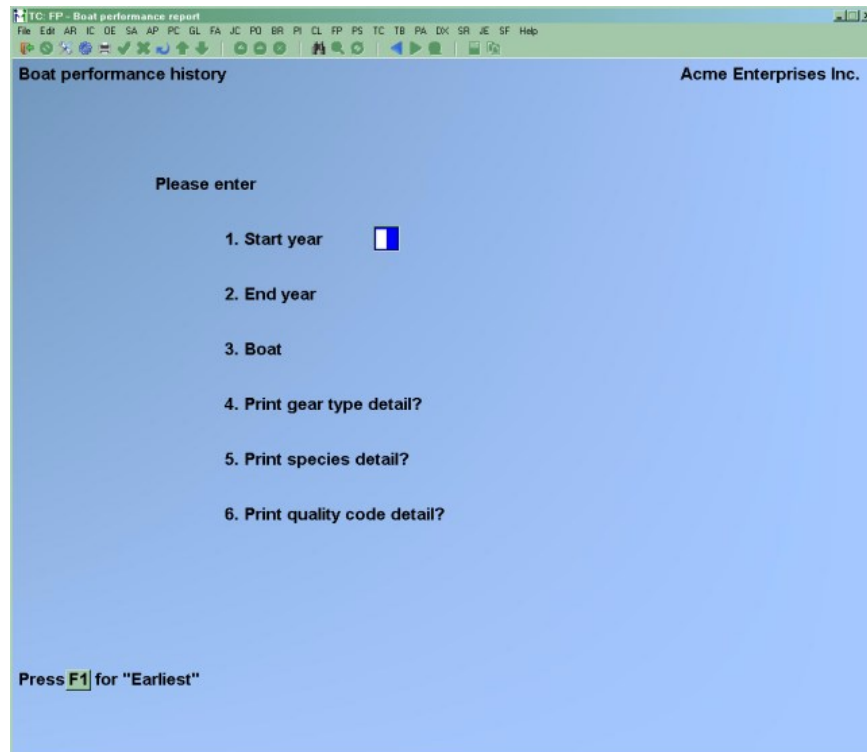 TC: FP - Boat performance report
File Edit AR IC OE SA AP PC GL FA JC PO BR PI CL FP PS TC TB PA DX SR JE SF Help
Boat performance history Acme Enterprises Inc.
Please enter
1. Start year
2. End year
3. Boat
4. Print gear type detail?
5. Print species detail?
6. Print quality code detail?
Press F1 for "Earliest"